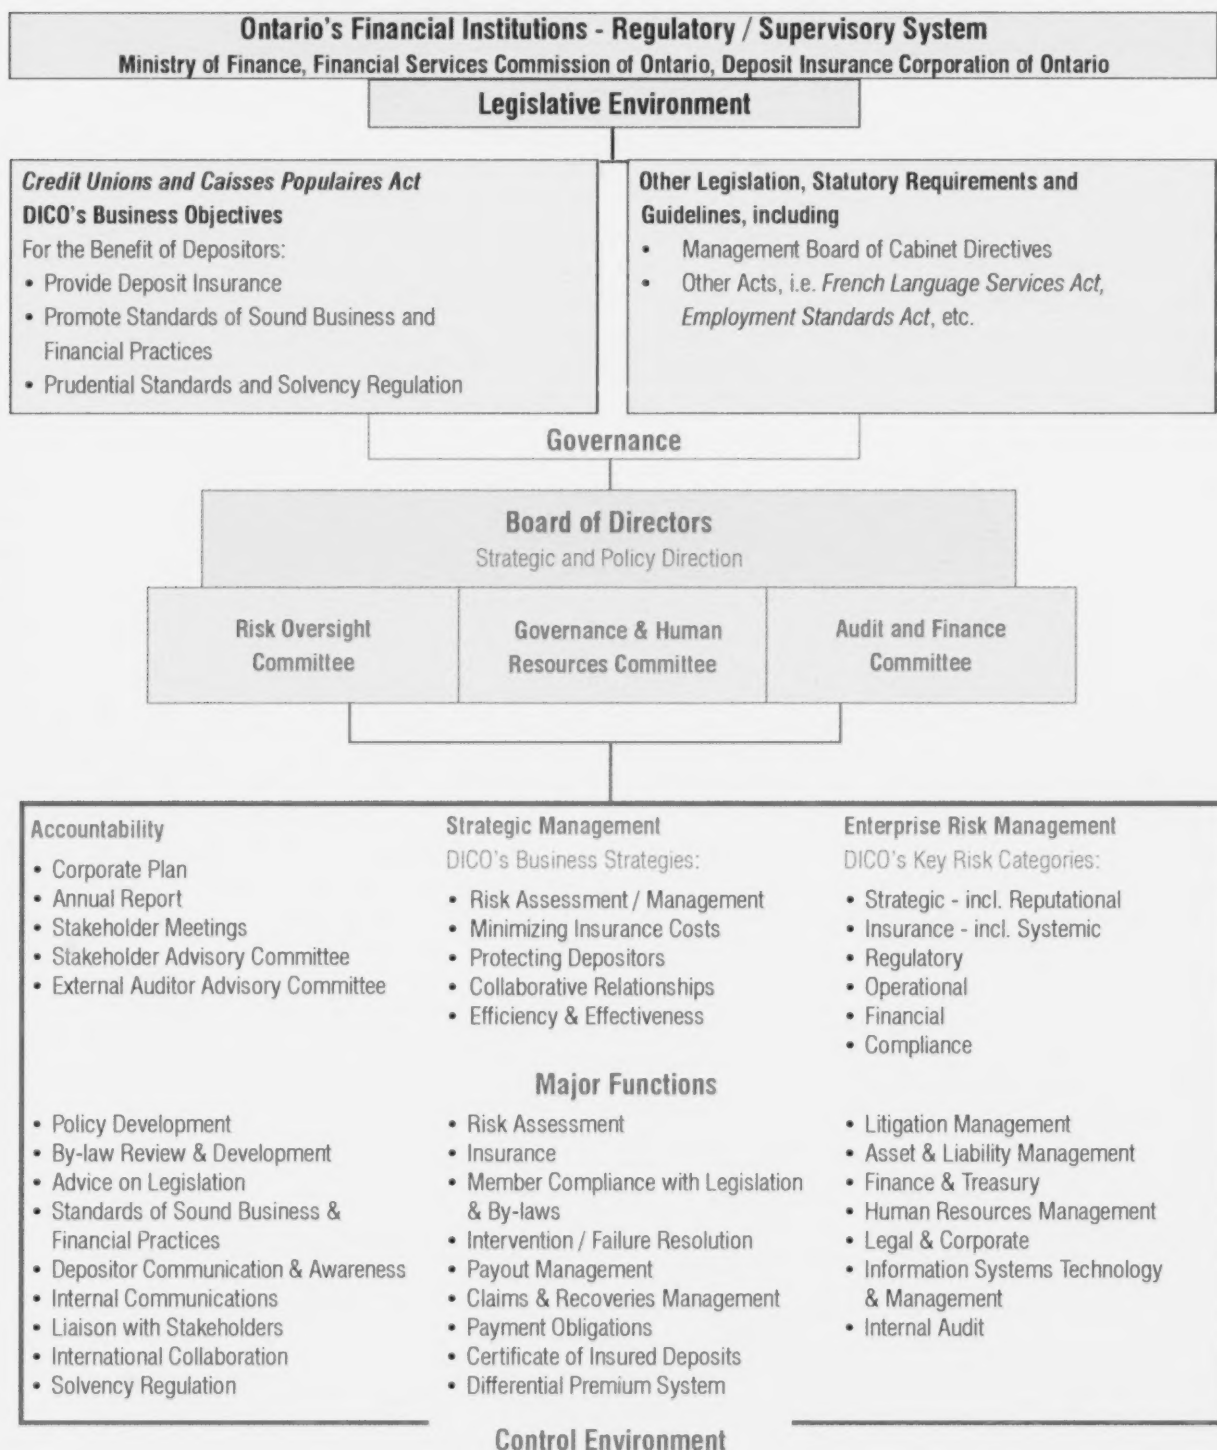 Ontario's Financial Institutions - Regulatory / Supervisory System
Ministry of Finance, Financial Services Commission of Ontario, Deposit Insurance Corporation of Ontario
Legislative Environment
Credit Unions and Caisses Populaires Act
DICO's Business Objectives
For the Benefit of Depositors:
• Provide Deposit Insurance
• Promote Standards of Sound Business and
Financial Practices
• Prudential Standards and Solvency Regulation
Other Legislation, Statutory Requirements and
Guidelines, including
• Management Board of Cabinet Directives
• Other Acts, i.e. French Language Services Act,
Employment Standards Act, etc.
Governance
Board of Directors
Strategic and Policy Direction
Risk Oversight
Committee
Governance & Human
Resources Committee
Audit and Finance
Committee
Accountability
• Corporate Plan
• Annual Report
• Stakeholder Meetings
• Stakeholder Advisory Committee
• External Auditor Advisory Committee
Strategic Management
DICO's Business Strategies:
• Risk Assessment / Management
• Minimizing Insurance Costs
• Protecting Depositors
• Collaborative Relationships
• Efficiency & Effectiveness
Enterprise Risk Management
DICO's Key Risk Categories:
• Strategic - incl. Reputational
• Insurance - incl. Systemic
• Regulatory
• Operational
• Financial
• Compliance
Major Functions
• Policy Development
• By-law Review & Development
• Advice on Legislation
• Standards of Sound Business &
Financial Practices
• Depositor Communication & Awareness
• Internal Communications
• Liaison with Stakeholders
• International Collaboration
• Solvency Regulation
• Risk Assessment
• Insurance
• Member Compliance with Legislation
& By-laws
• Intervention / Failure Resolution
• Payout Management
• Claims & Recoveries Management
• Payment Obligations
• Certificate of Insured Deposits
• Differential Premium System
• Litigation Management
• Asset & Liability Management
• Finance & Treasury
• Human Resources Management
• Legal & Corporate
• Information Systems Technology
& Management
• Internal Audit
Control Environment